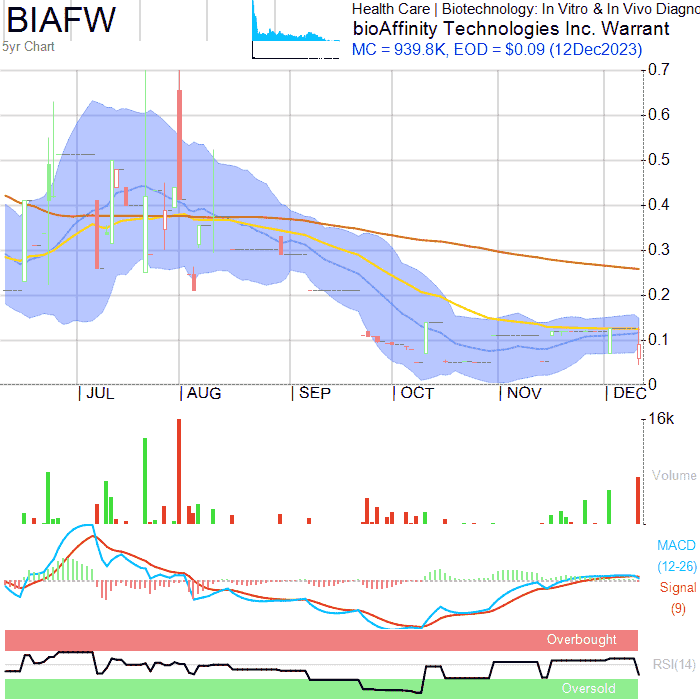 BIAFW
5yr Chart
Health Care | Biotechnology: In Vitro & In Vivo Diagno
bioAffinity Technologies Inc. Warrant
MC = 939.8K, EOD = $0.09 (12Dec2023)
0.7
0.6
0.5
0.4
0.3
0.2
0.1
0
JUL AUG SEP OCT NOV DEC
16k
Volume
MACD
(12-26)
Signal
(9)
Overbought
RSI(14)
Oversold